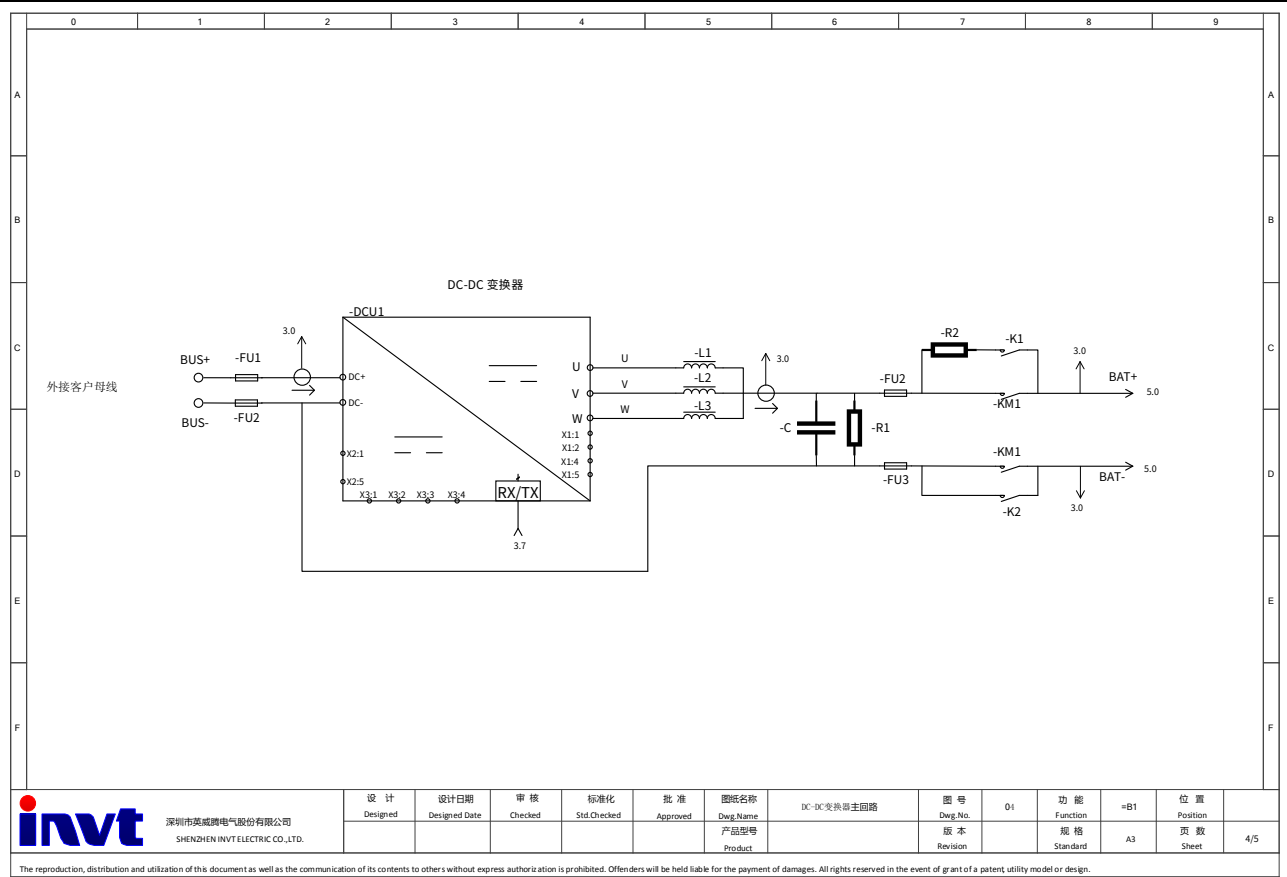 0 1 2 3 4 5 6 7 8 9
A A
B B
DC-DC 变换器
-DCU1
3.0
BUS+ -FU1
DC+
外接客户母线
BUS- -FU2
DC-
U U -L1
V V -L2
W W -L3
3.0
C C
-R2 -K1
-FU2
-KM1
3.0
BAT+ 5.0
X1:1
X1:2
X1:4
X1:5
-C -R1
-KM1
-FU3
BAT- 5.0
-K2
3.0
X2:1
X2:5
X3:1 X3:2 X3:3 X3:4
RX/TX
3.7
D D
E E
F F
invt
深圳市英威腾电气股份有限公司
SHENZHEN INVT ELECTRIC CO.,LTD.
设 计 设计日期 审 核 标准化 批 准 图纸名称 DC-DC变换器主回路 图 号 04 功 能 =B1 位 置
Designed Designed Date Checked Std.Checked Approved Dwg.Name Dwg.No. Function Position
产品型号 版 本 规 格 A3 页 数 4/5
Product Revision Standard Sheet
The reproduction, distribution and utilization of this document as well as the communication of its contents to others without express authorization is prohibited. Offenders will be held liable for the payment of damages. All rights reserved in the event of grant of a patent, utility model or design.